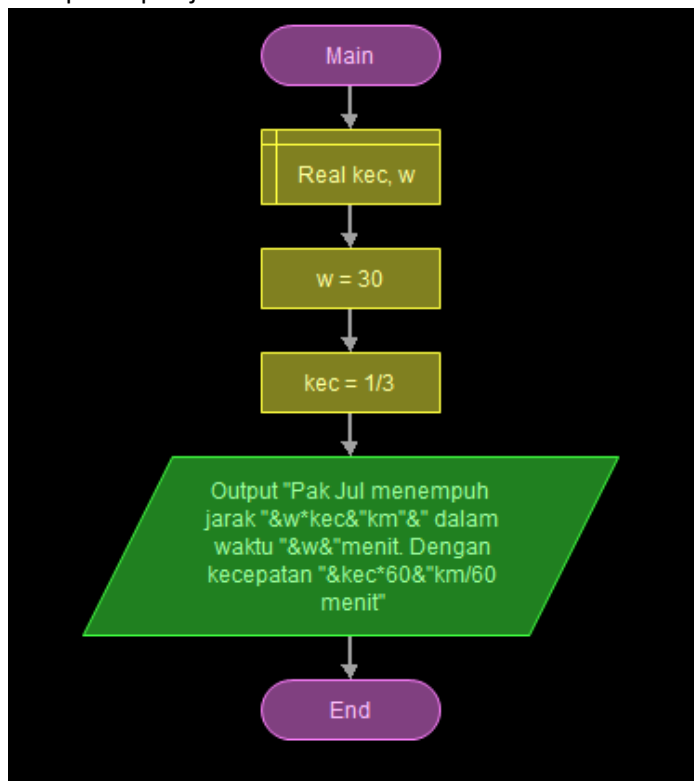 Main
Real kec, w
w = 30
kec = 1/3
Output "Pak Jul menempuh
jarak "&w*kec&"km"&" dalam
waktu "&w&"menit. Dengan
kecepatan "&kec*60&"km/60
menit"
End